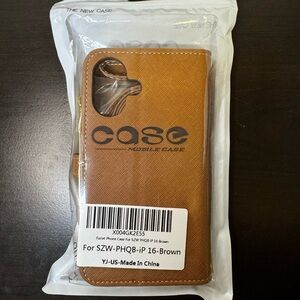 THE NEW CASE
case
MOBILE CASE
X004GK2E55
Wallet Phone Case For SZW PHQB iP 16 Brown
For SZW-PHQB-iP 16-Brown
YJ-US-Made In China